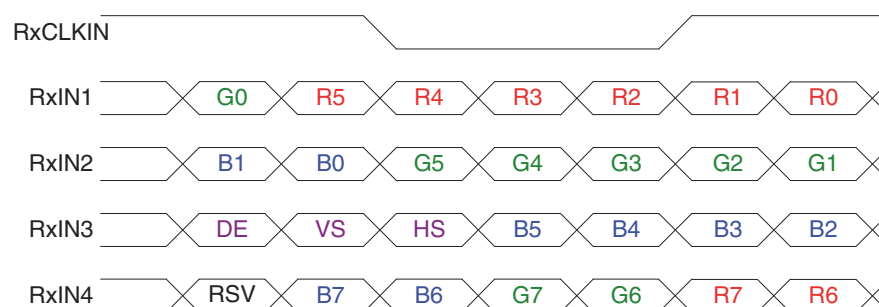 RxCLKIN
RxIN1 G0 R5 R4 R3 R2 R1 R0
RxIN2 B1 B0 G5 G4 G3 G2 G1
RxIN3 DE VS HS B5 B4 B3 B2
RxIN4 RSV B7 B6 G7 G6 R7 R6